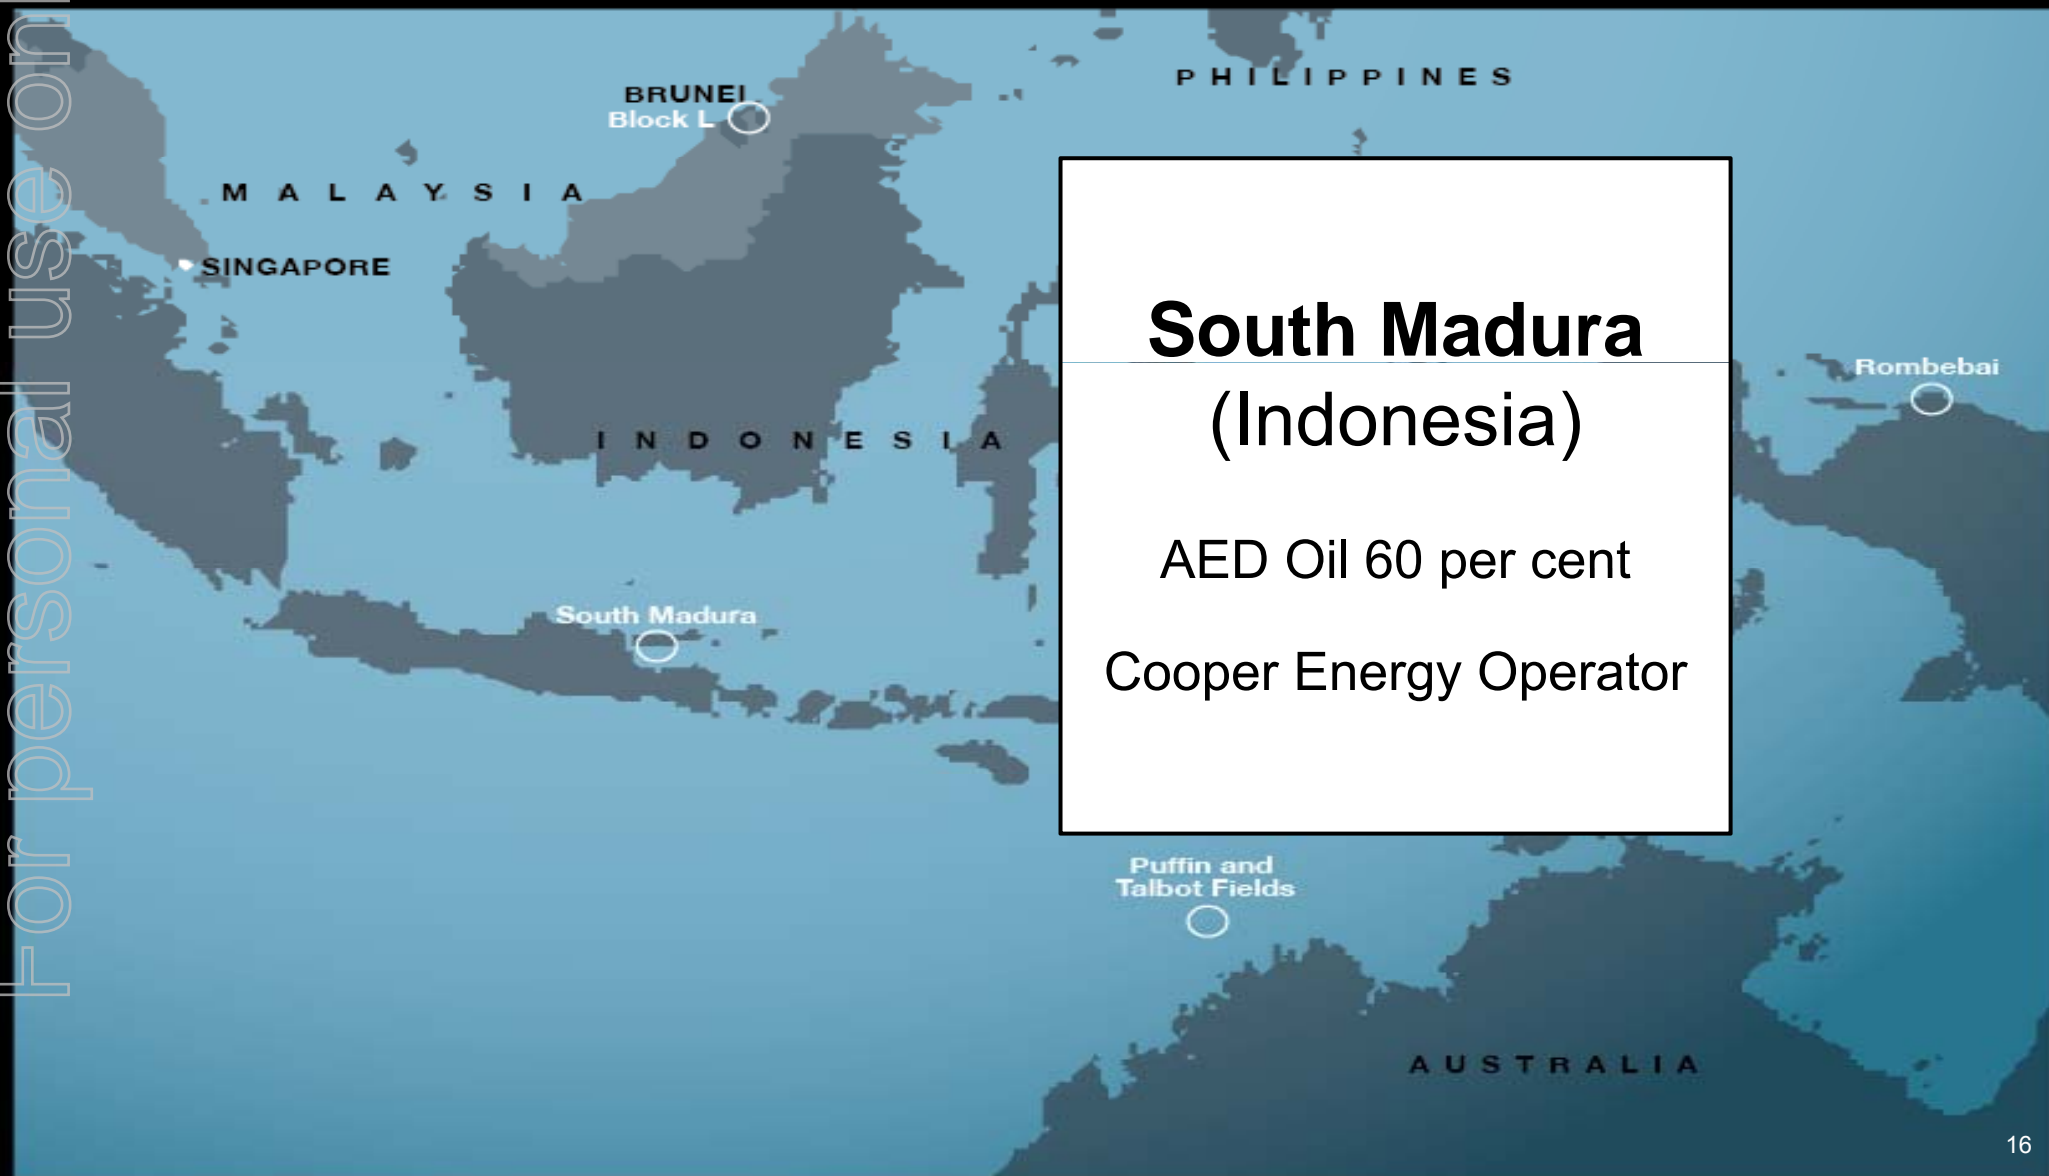 For personal use on
PHILIPPINES
BRUNEI
Block L
MALAYSIA
SINGAPORE
INDONESIA
South Madura
(Indonesia)
AED Oil 60 per cent
Cooper Energy Operator
Rombebai
South Madura
Puffin and
Talbot Fields
AUSTRALIA
16